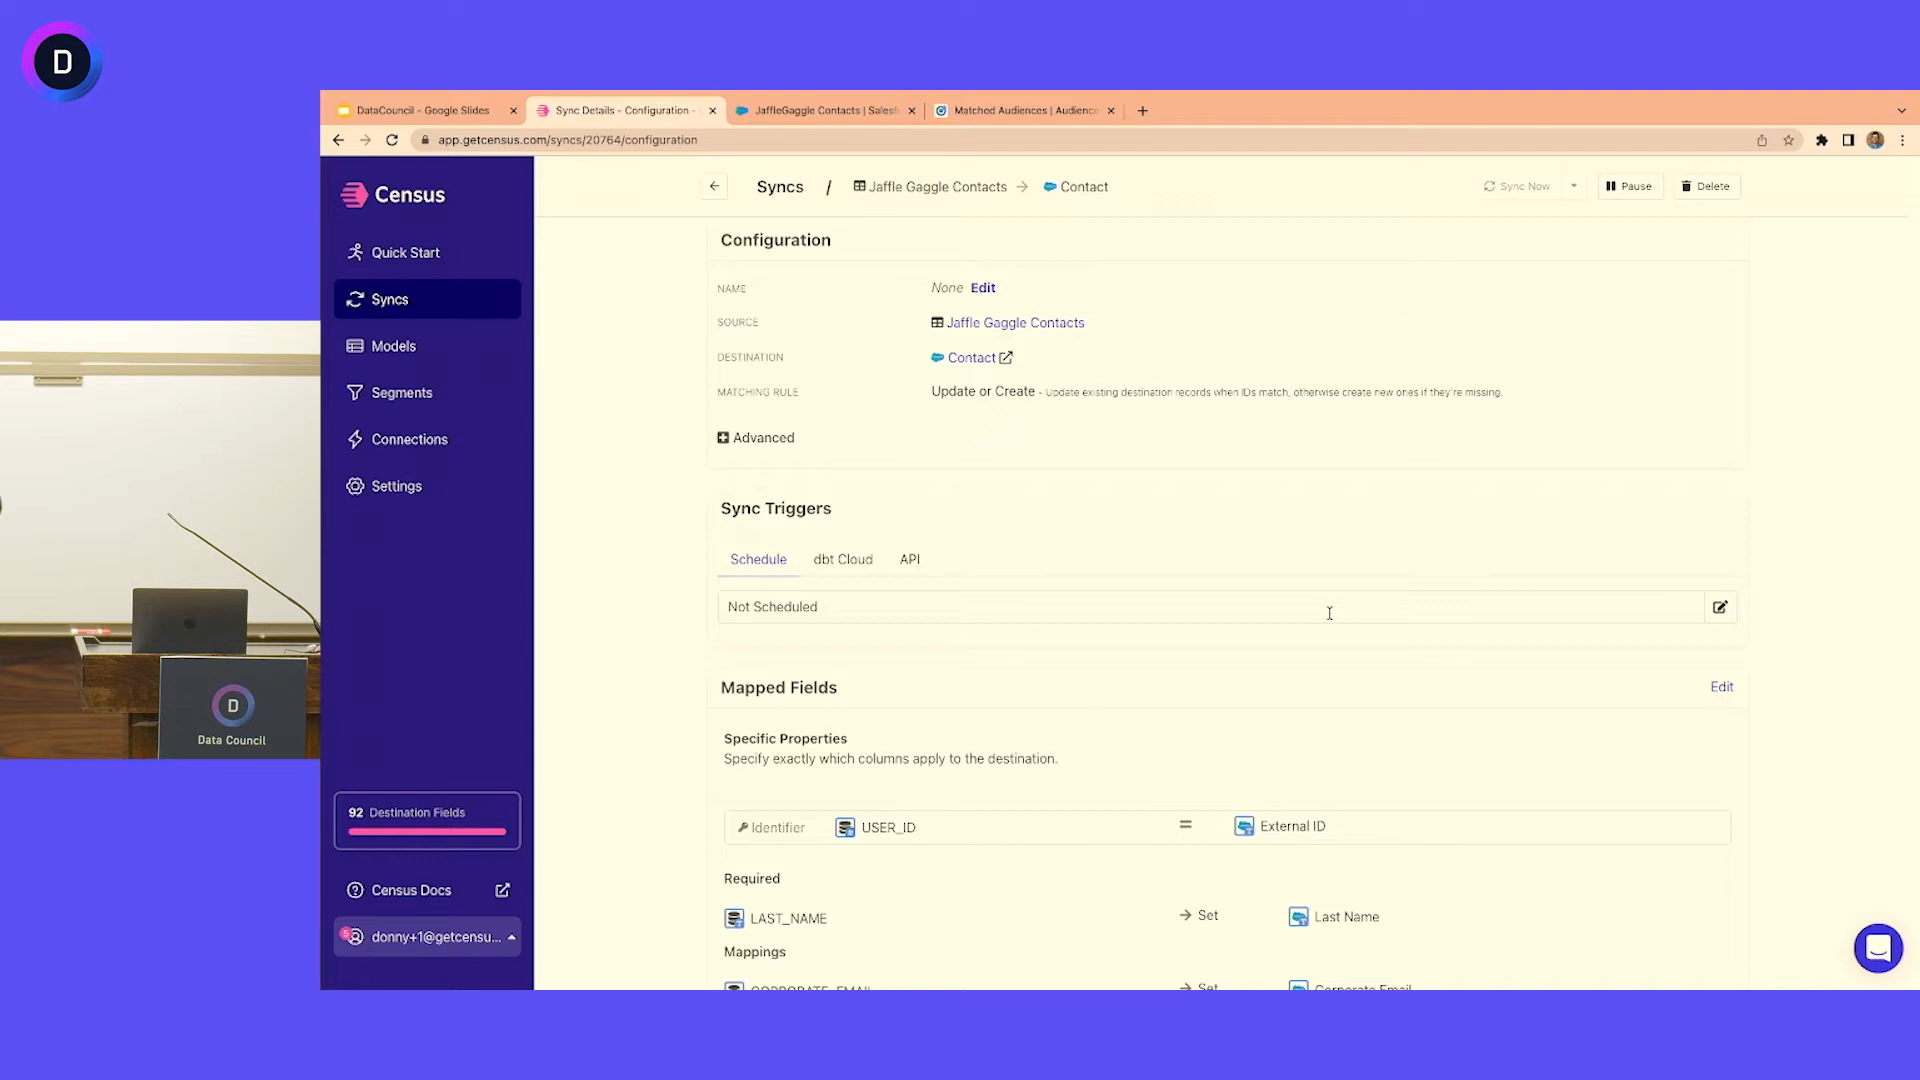 D
DataCouncil - Google Slides
Sync Details - Configuration -
JaffleGaggle Contacts | Salesf
Matched Audiences | Audience
app.getcensus.com/syncs/20764/configuration
Census
Syncs / Jaffle Gaggle Contacts → Contact
Sync Now
Pause
Delete
Quick Start
Syncs
Models
Segments
Connections
Settings
92 Destination Fields
Census Docs
5 donny+1@getcensu...
Configuration
NAME None Edit
SOURCE Jaffle Gaggle Contacts
DESTINATION Contact
MATCHING RULE Update or Create - Update existing destination records when IDs match, otherwise create new ones if they're missing.
Advanced
Sync Triggers
Schedule dbt Cloud API
Not Scheduled
Mapped Fields Edit
Specific Properties
Specify exactly which columns apply to the destination.
Identifier USER_ID = External ID
Required
LAST_NAME → Set Last Name
Mappings
CORPORATE_EMAIL → Set Corporate Email
D
Data Council